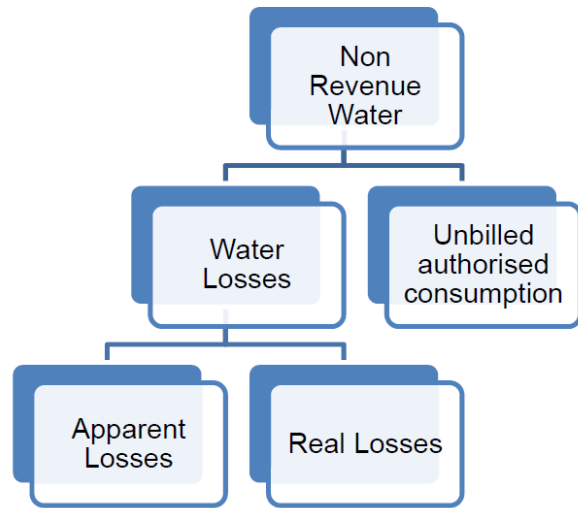 Non
Revenue
Water
Water
Losses
Unbilled
authorised
consumption
Apparent
Losses
Real Losses